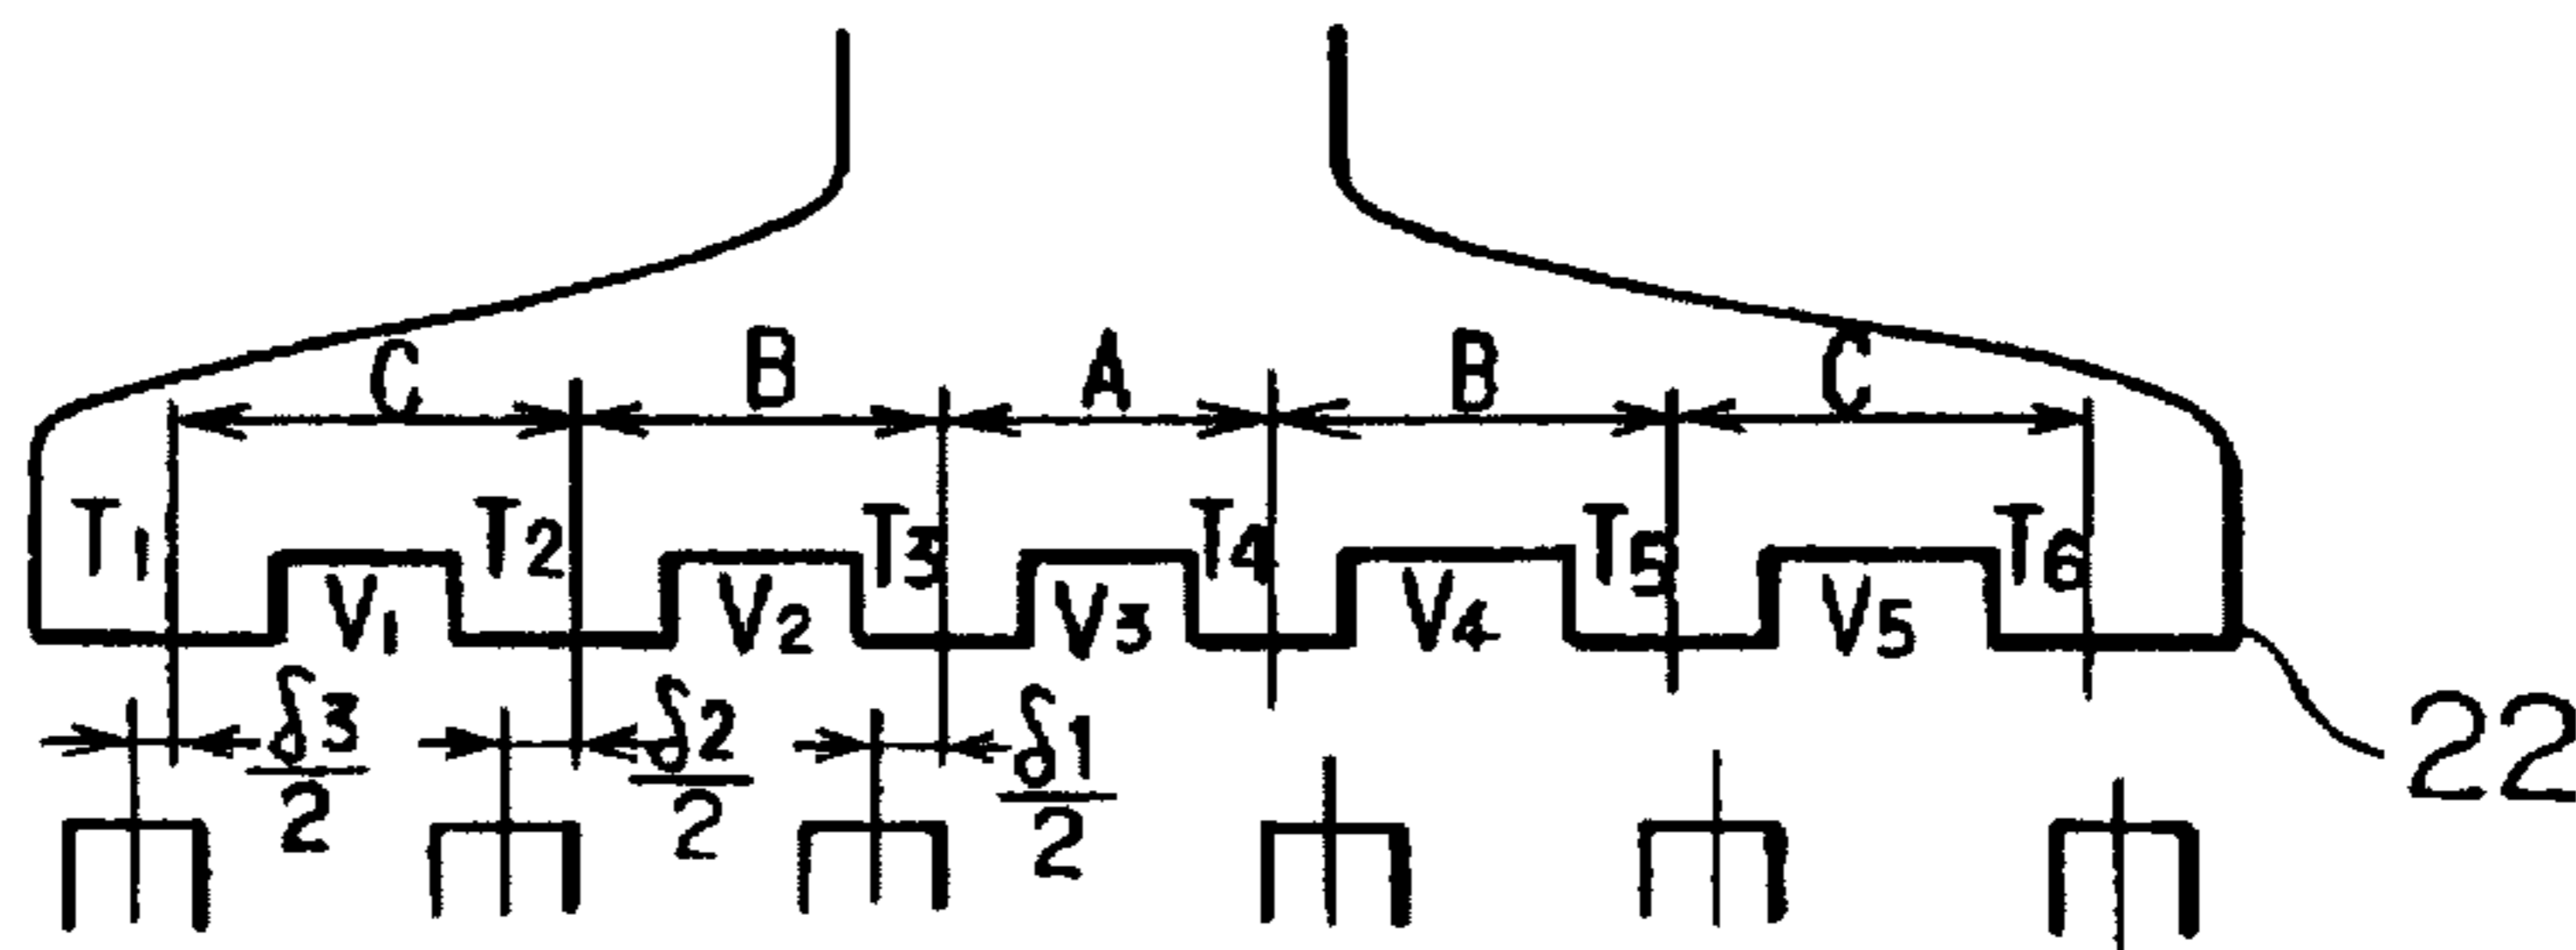 C B A B C
T1 T2 T3 T4 T5 T6
V1 V2 V3 V4 V5
δ3/2 δ2/2 δ1/2
22